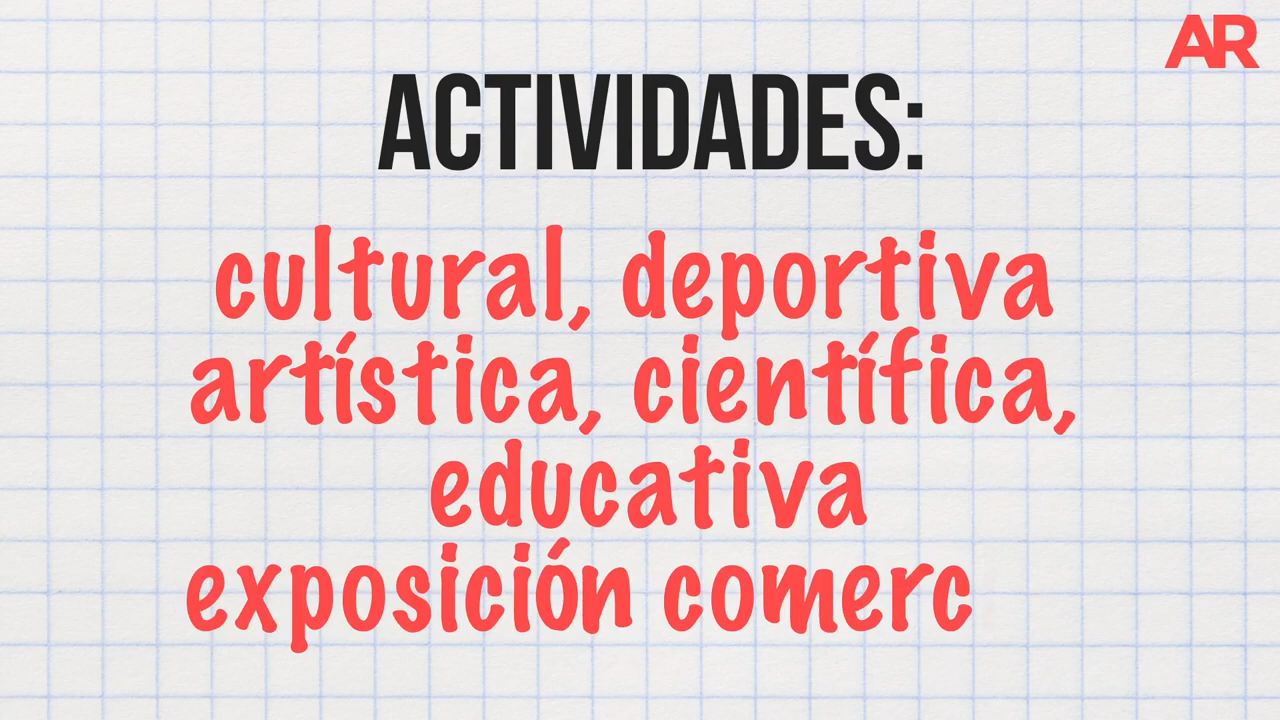 AR
ACTIVIDADES:
cultural, deportiva
artística, científica,
educativa
exposición comerc